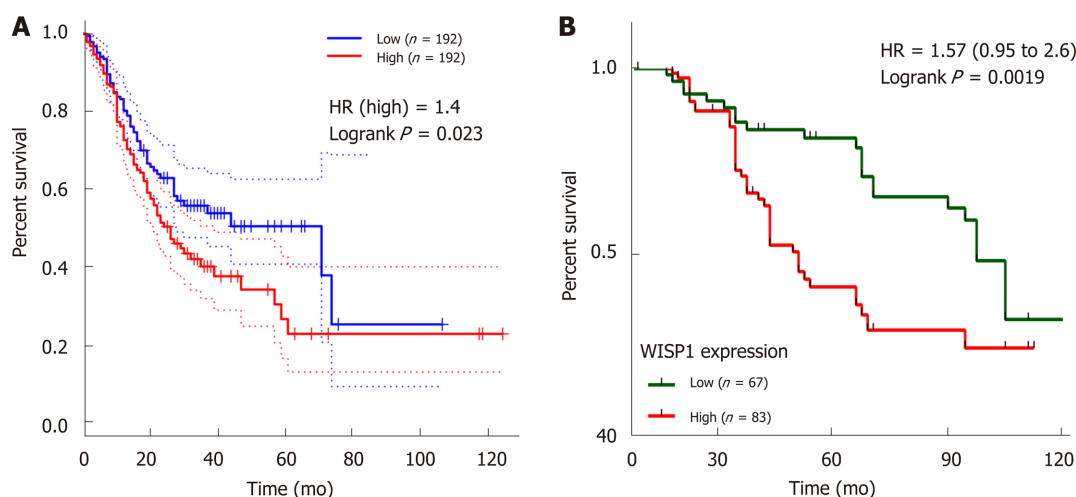 A
Percent survival
1.0
0.8
0.6
0.4
0.2
0.0
Low (n = 192)
High (n = 192)
HR (high) = 1.4
Logrank P = 0.023
0 20 40 60 80 100 120
Time (mo)
B
Percent survival
1.0
0.5
40
HR = 1.57 (0.95 to 2.6)
Logrank P = 0.0019
WISP1 expression
Low (n = 67)
High (n = 83)
0 30 60 90 120
Time (mo)